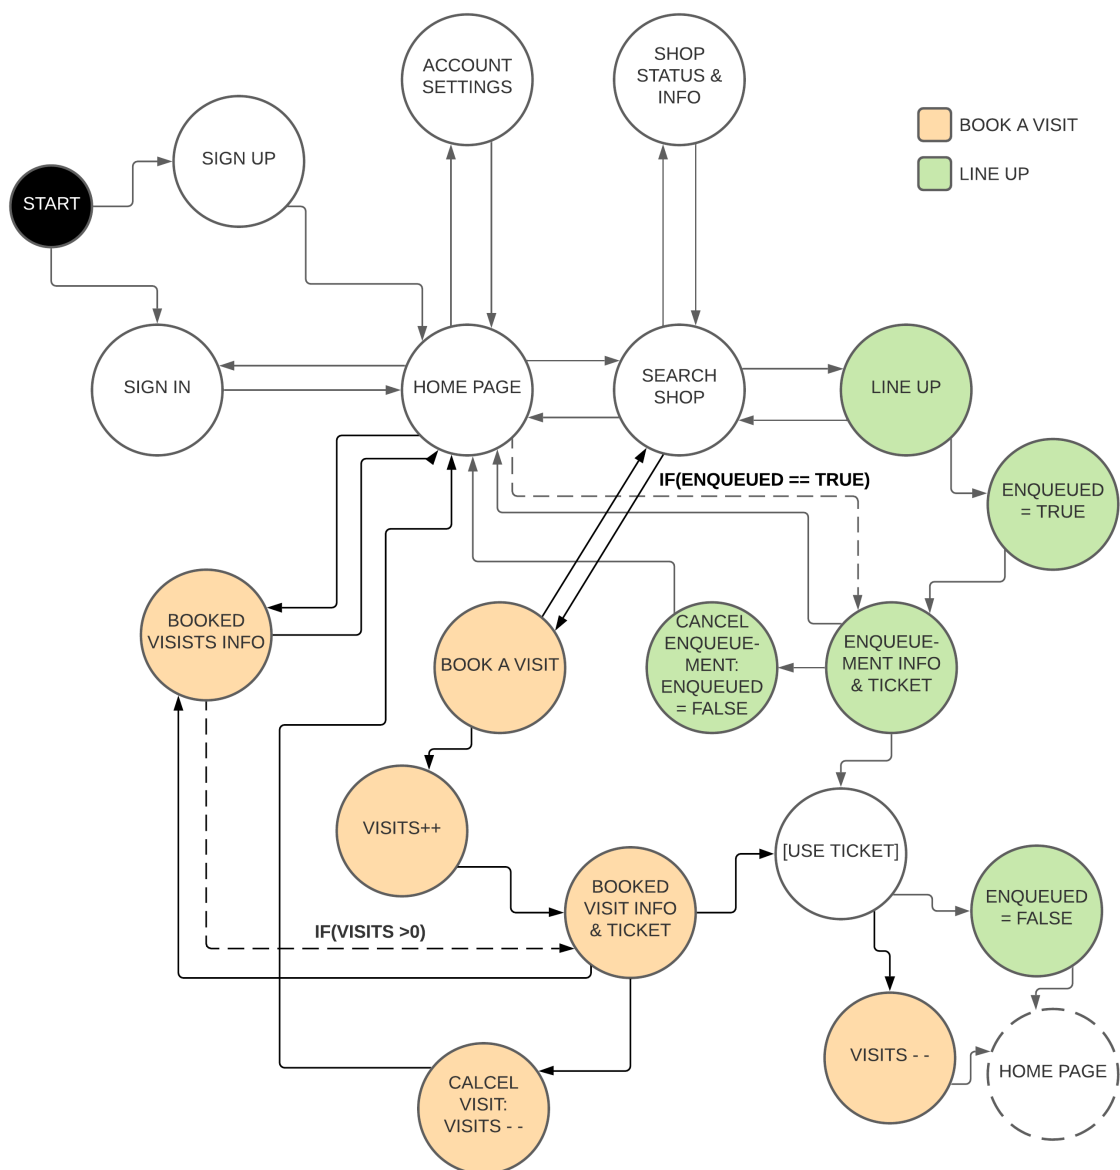 ACCOUNT
SETTINGS
SHOP
STATUS &
INFO
BOOK A VISIT
LINE UP
SIGN UP
START
SIGN IN
HOME PAGE
SEARCH
SHOP
LINE UP
IF(ENQUEUED == TRUE)
ENQUEUED
= TRUE
BOOKED
VISISTS INFO
BOOK A VISIT
CANCEL
ENQUEUE-
MENT:
ENQUEUED
= FALSE
ENQUEUE-
MENT INFO
& TICKET
VISITS++
[USE TICKET]
BOOKED
VISIT INFO
& TICKET
ENQUEUED
= FALSE
IF(VISITS >0)
VISITS - -
HOME PAGE
CALCEL
VISIT:
VISITS - -